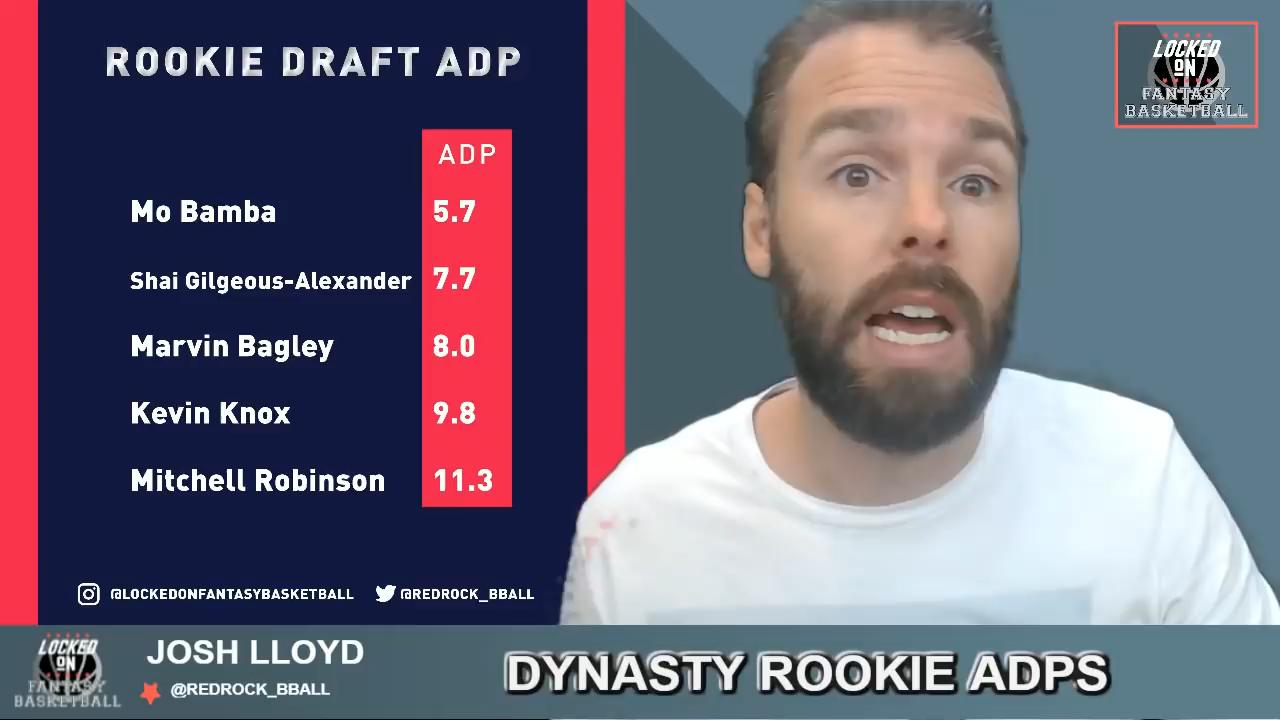 ROOKIE DRAFT ADP
ADP
Mo Bamba 5.7
Shai Gilgeous-Alexander 7.7
Marvin Bagley 8.0
Kevin Knox 9.8
Mitchell Robinson 11.3
@LOCKEDONFANTASYBASKETBALL @REDROCK_BBALL
LOCKED
ON
FANTASY
BASKETBALL
LOCKED
ON
FANTASY
BASKETBALL
JOSH LLOYD
@REDROCK_BBALL
DYNASTY ROOKIE ADPS